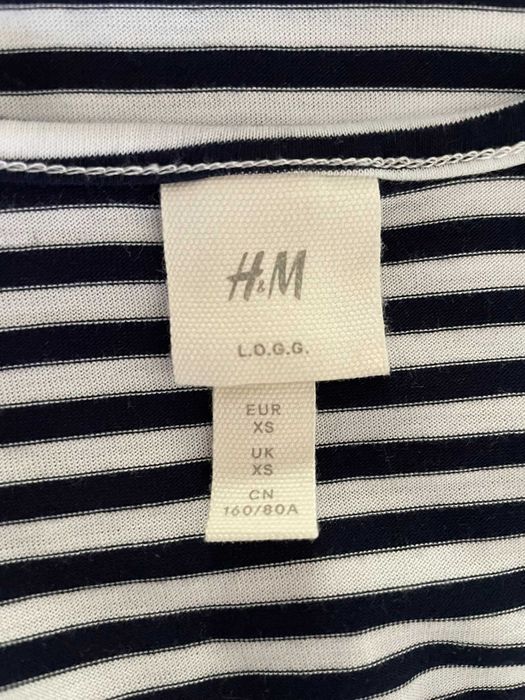 H&M
L.O.G.G.
EUR
XS
UK
XS
CN
160/80A